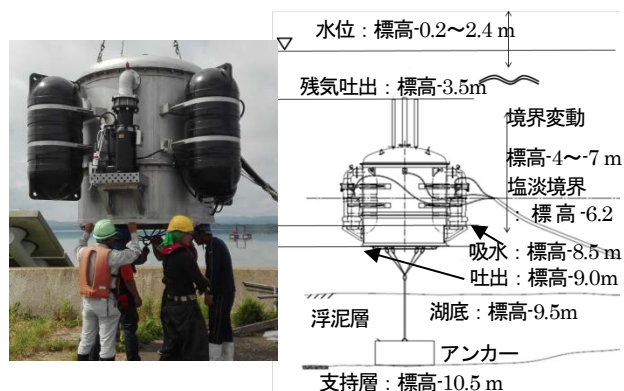 水位：標高-0.2～2.4 m
残気吐出：標高-3.5m
境界変動
標高-4～-7 m
塩淡境界
：標高-6.2
吸水：標高-8.5m
吐出：標高-9.0m
湖底：標高-9.5m
浮泥層
アンカー
支持層：標高-10.5 m